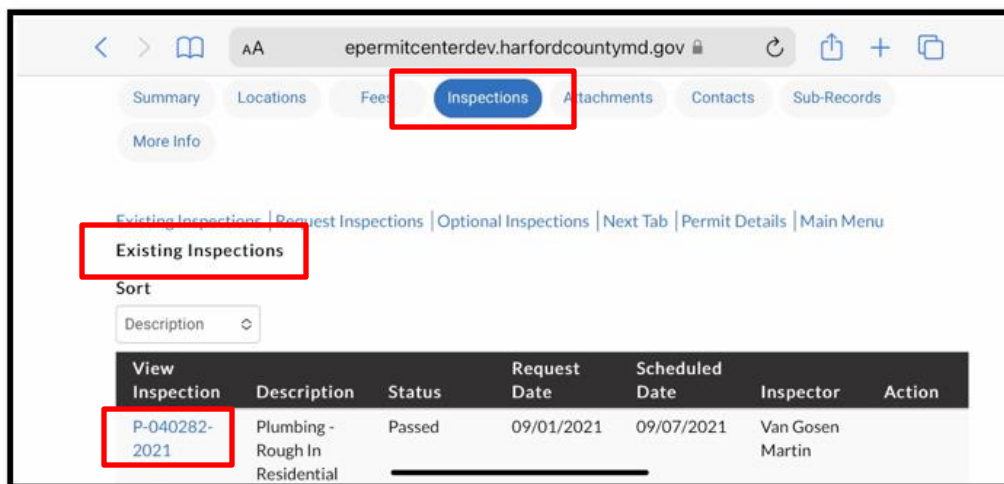 AA epermitcenterdev.harfordcountymd.gov
Summary Locations Fees Inspections Attachments Contacts Sub-Records
More Info
Existing Inspections | Request Inspections | Optional Inspections | Next Tab | Permit Details | Main Menu
Existing Inspections
Sort
Description
View Inspection Description Status Request Date Scheduled Date Inspector Action
P-040282-2021 Plumbing - Rough In Residential Passed 09/01/2021 09/07/2021 Van Gosen Martin